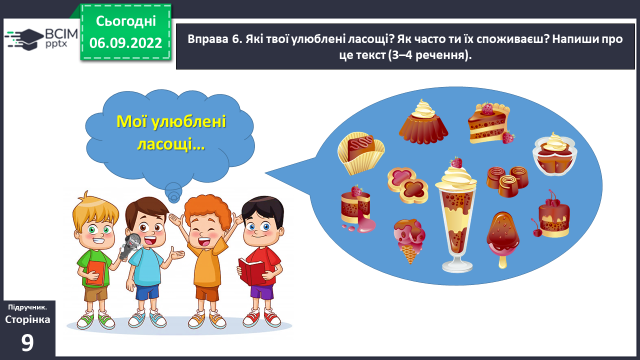 ВСІМ
pptx
Сьогодні
06.09.2022
Вправа 6. Які твої улюблені ласощі? Як часто ти їх споживаєш? Напиши про
це текст (3–4 речення).
Мої улюблені
ласощі...
Підручник.
Сторінка
9